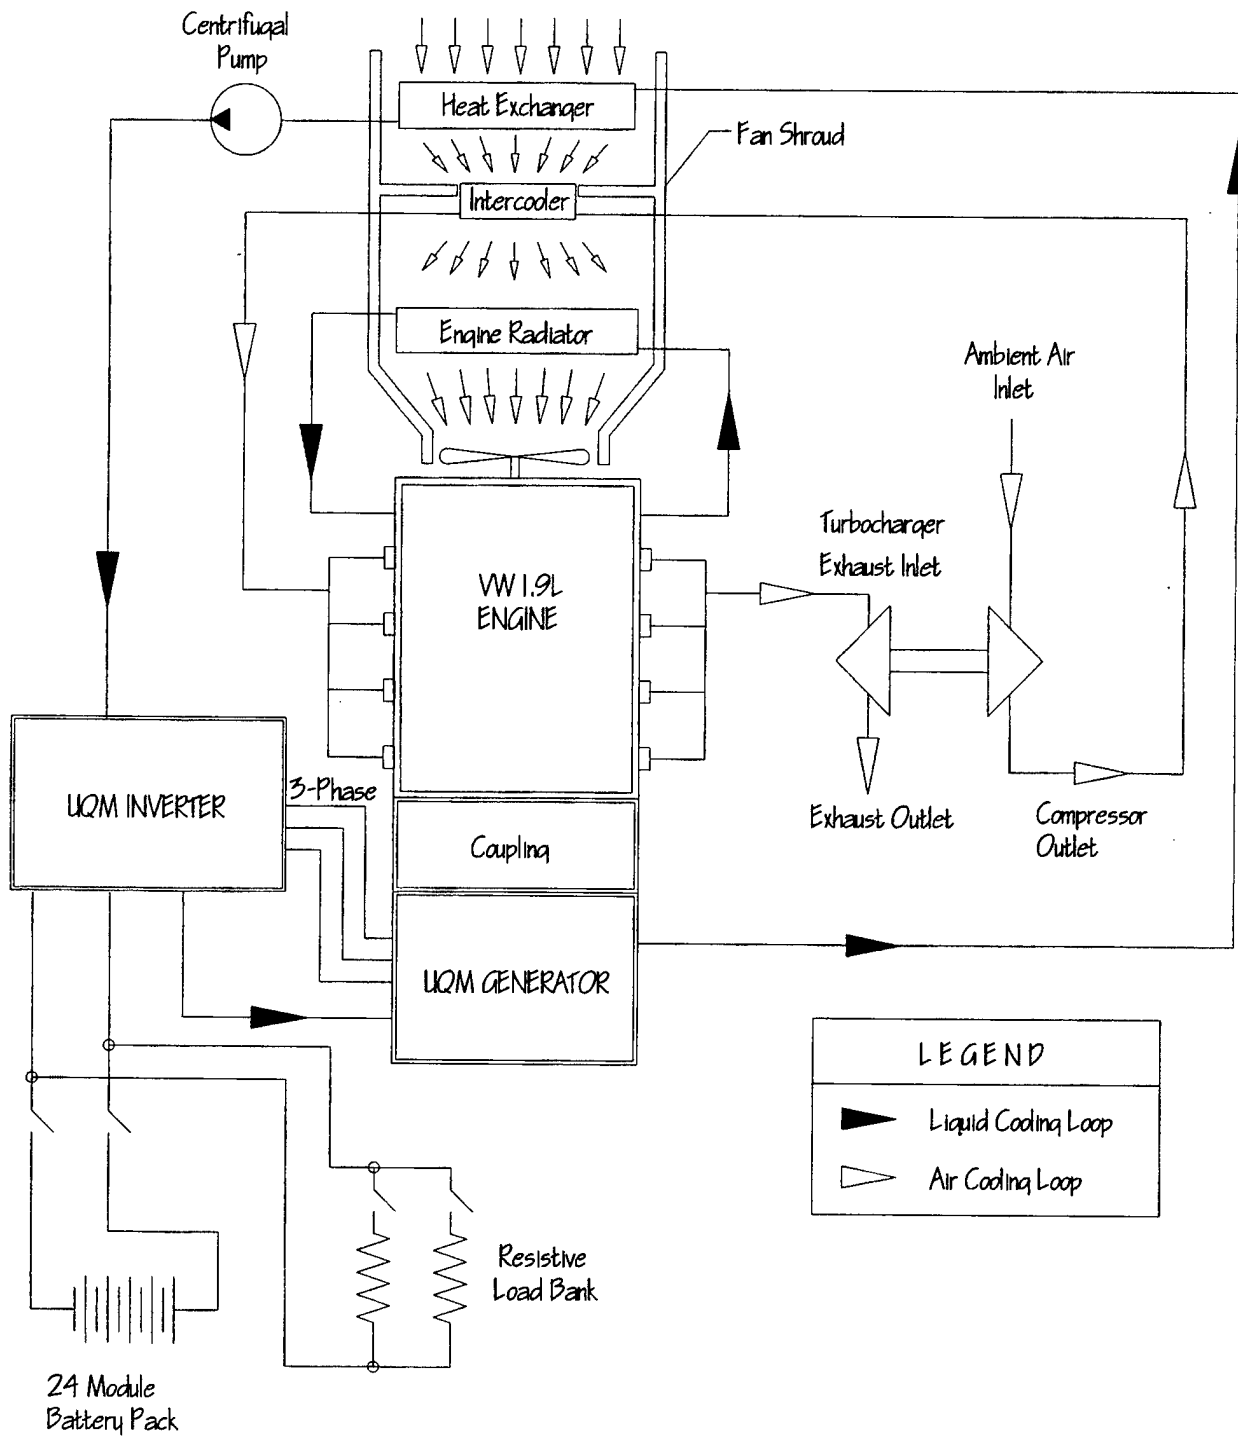 Centrifugal
Pump
Heat Exchanger
Fan Shroud
Intercooler
Engine Radiator
Ambient Air
Inlet
Turbocharger
Exhaust Inlet
VW 1.9L
ENGINE
3-Phase
UQM INVERTER
Exhaust Outlet
Compressor
Outlet
Coupling
UQM GENERATOR
LEGEND
Liquid Cooling Loop
Air Cooling Loop
Resistive
Load Bank
24 Module
Battery Pack